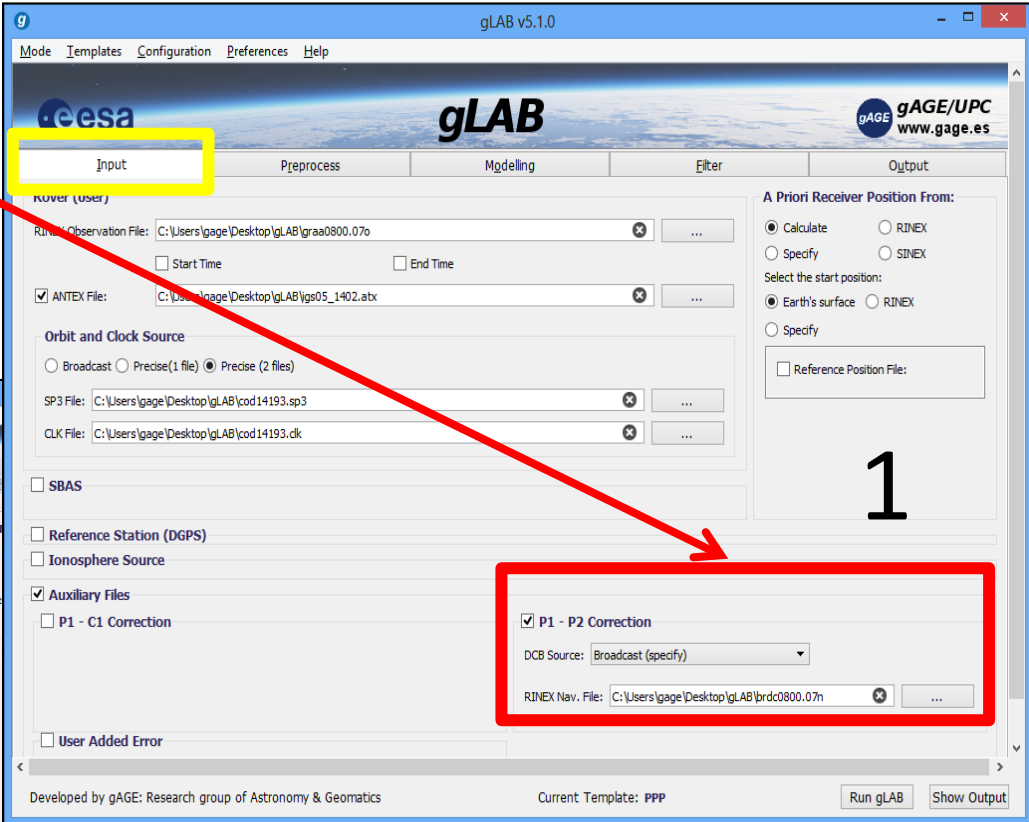 gLAB v5.1.0
Mode Templates Configuration Preferences Help
esa
gLAB
gAGE gAGE/UPC
www.gage.es
Input Preprocess Modelling Filter Output
Rover (User)
RINEX Observation File: C:\Users\gage\Desktop\gLAB\graa0800.07o ...
Start Time End Time
ANTEX File: C:\Users\gage\Desktop\gLAB\igs05_1402.atx ...
Orbit and Clock Source
Broadcast Precise(1 file) Precise (2 files)
SP3 File: C:\Users\gage\Desktop\gLAB\cod14193.sp3 ...
CLK File: C:\Users\gage\Desktop\gLAB\cod14193.clk ...
A Priori Receiver Position From:
Calculate RINEX
Specify SINEX
Select the start position:
Earth's surface RINEX
Specify
Reference Position File:
1
SBAS
Reference Station (DGPS)
Ionosphere Source
Auxiliary Files
P1 - C1 Correction
P1 - P2 Correction
DCB Source: Broadcast (specify)
RINEX Nav. File: C:\Users\gage\Desktop\gLAB\brdc0800.07n ...
User Added Error
Developed by gAGE: Research group of Astronomy & Geomatics Current Template: PPP Run gLAB Show Output